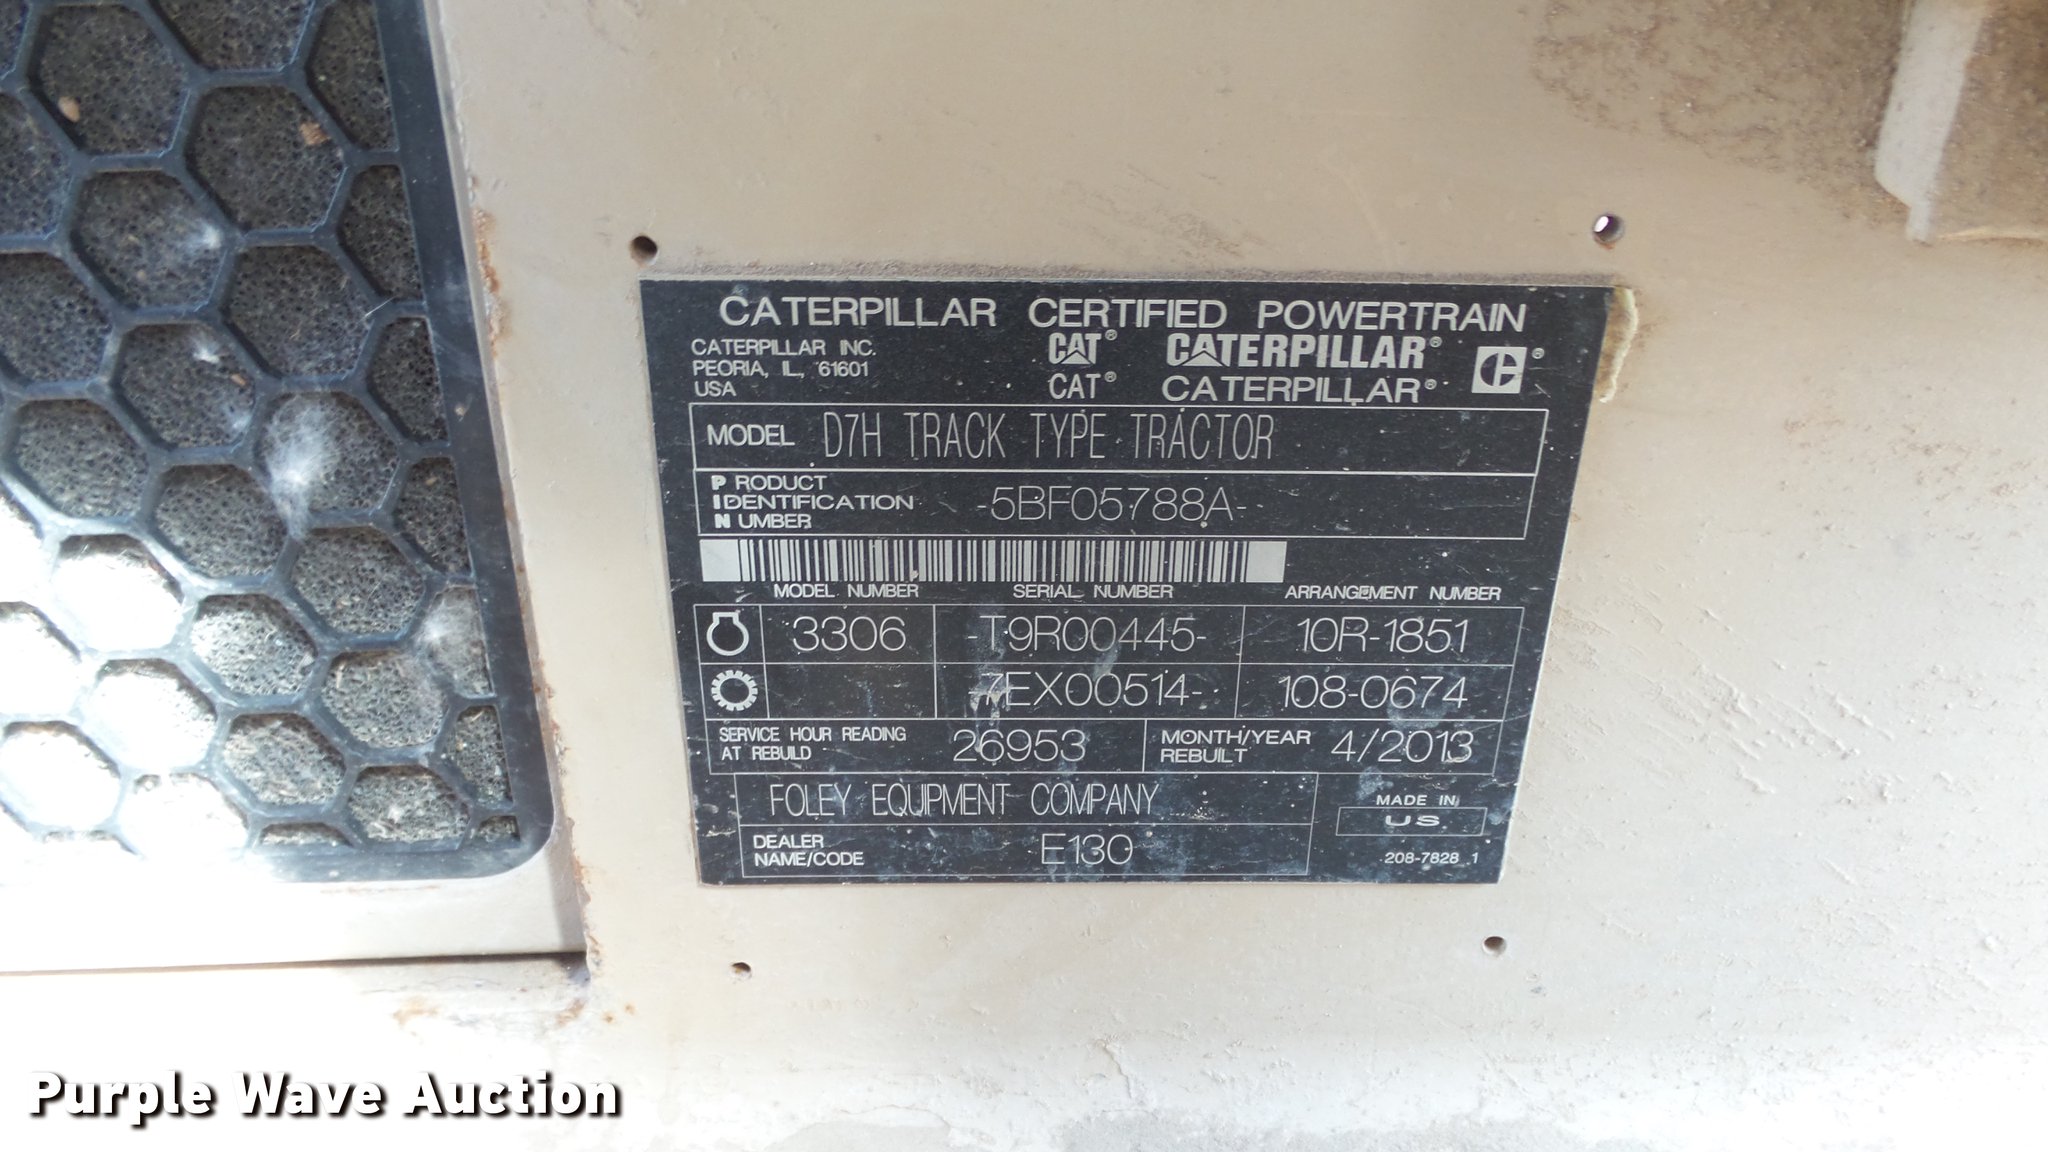 CATERPILLAR CERTIFIED POWERTRAIN
CATERPILLAR INC.
PEORIA, IL, 61601
USA
CAT® CATERPILLAR®
CAT® CATERPILLAR®
MODEL D7H TRACK TYPE TRACTOR
PRODUCT
IDENTIFICATION
NUMBER
-5BF05788A-
MODEL NUMBER SERIAL NUMBER ARRANGEMENT NUMBER
3306 -T9R00445- 10R-1851
-7EX00514- 108-0674
SERVICE HOUR READING
AT REBUILD
26953
MONTH/YEAR
REBUILT
4/2013
FOLEY EQUIPMENT COMPANY
DEALER
NAME/CODE
E130
MADE IN
US
208-7828 1
Purple Wave Auction